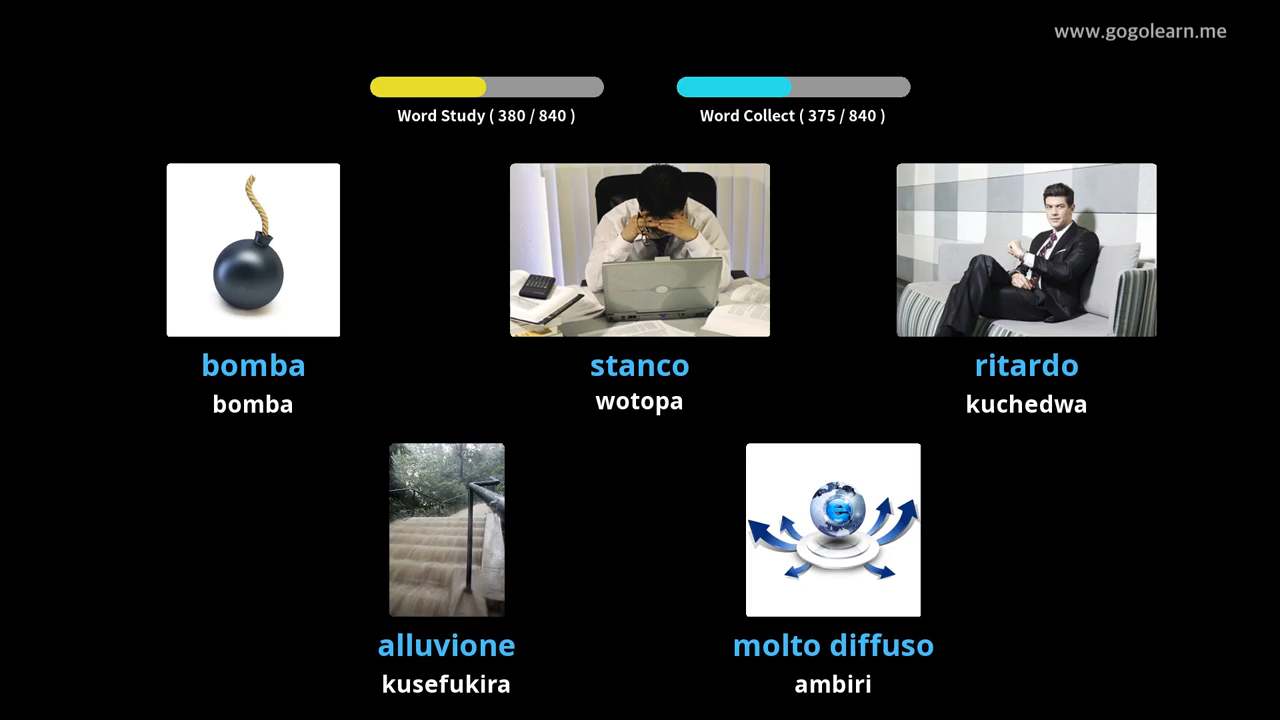 www.gogolearn.me
Word Study ( 380 / 840 )
Word Collect ( 375 / 840 )
bomba
bomba
stanco
wotopa
ritardo
kuchedwa
alluvione
kusefukira
molto diffuso
ambiri
e